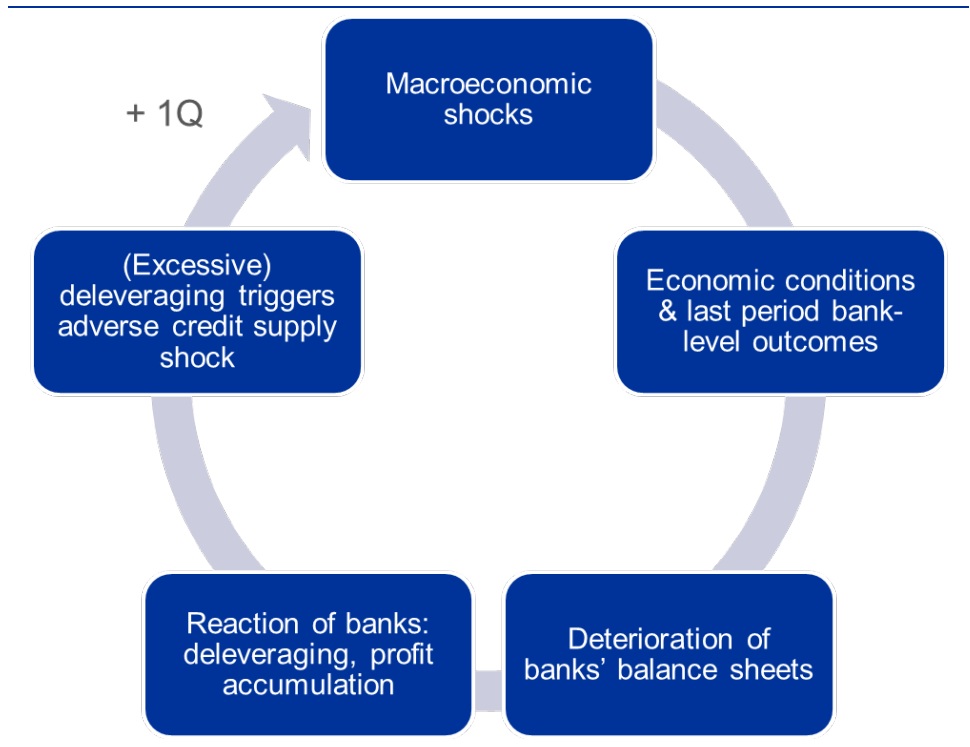 Macroeconomic
shocks
+ 1Q
(Excessive)
deleveraging triggers
adverse credit supply
shock
Economic conditions
& last period bank-
level outcomes
Reaction of banks:
deleveraging, profit
accumulation
Deterioration of
banks’ balance sheets